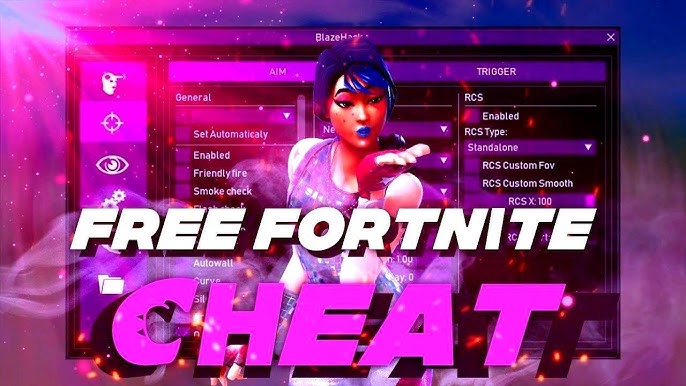 BlazeHack
X
AIM
TRIGGER
General
Set Automaticaly
Enabled
Friendly fire
Smoke check
Autowall
Curve
RCS
Enabled
RCS Type:
Standalone
RCS Custom Fov
RCS Custom Smooth
RCS X: 100
FREE FORTNITE
CHEAT